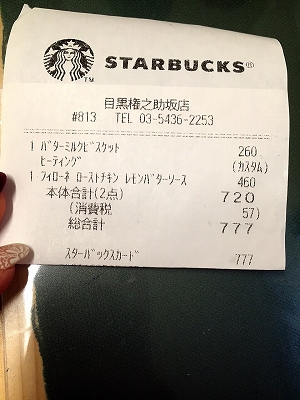 STARBUCKS®
TM
目黒権之助坂店
#813 TEL 03-5436-2253
1 バターミルクビスケット 260
ヒーティング (カスタム)
1 フィローネ ローストチキン レモンバターソース 460
本体合計(2点) 720
(消費税 57)
総合計 777
スターバックスカード 777